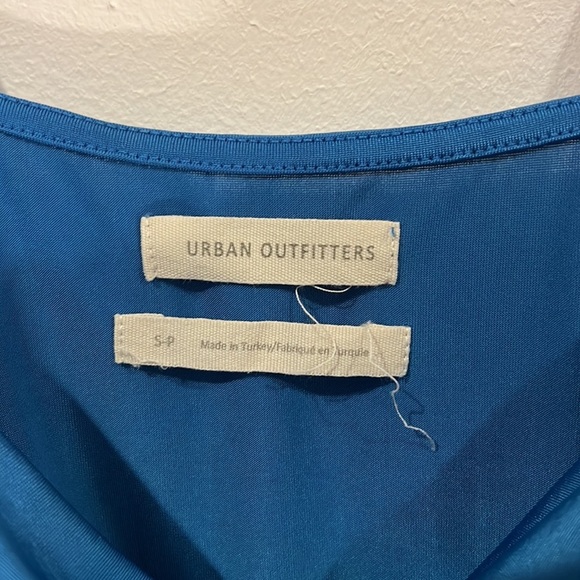 URBAN OUTFITTERS
S-P Made in Turkey/Fabriqué en Turquie